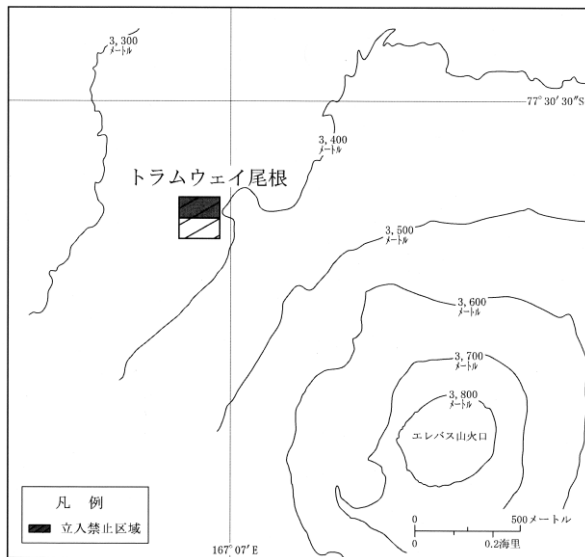 3,300
メートル
77°30′30″S
3,400
メートル
トラムウェイ尾根
3,500
メートル
3,600
メートル
3,700
メートル
3,800
メートル
エレバス山火口
凡 例
立入禁止区域
0 500メートル
0 0.2海里
167°07′E